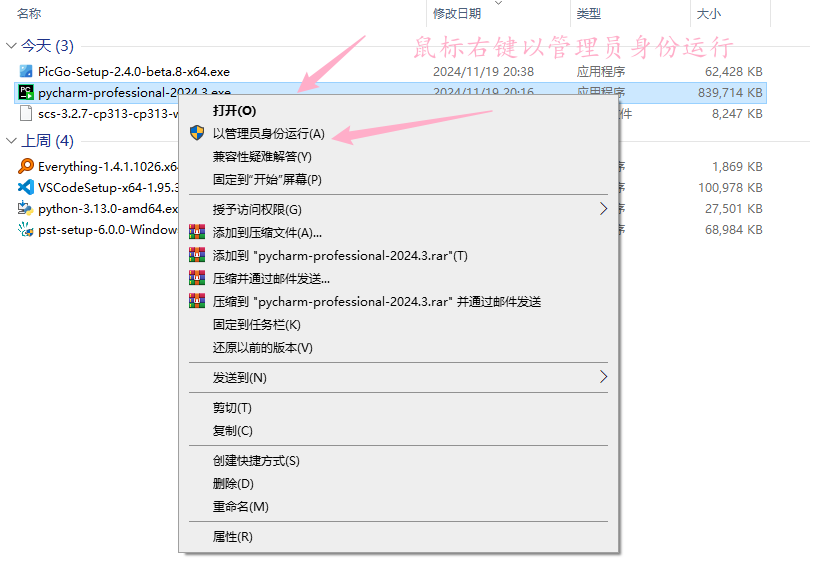 名称 修改日期 类型 大小
今天 (3)
鼠标右键以管理员身份运行
PicGo-Setup-2.4.0-beta.8-x64.exe 2024/11/19 20:38 应用程序 62,428 KB
pycharm-professional-2024.3.exe 2024/11/19 20:16 应用程序 839,714 KB
scs-3.2.7-cp313-cp313-w 件 8,247 KB
上周 (4)
Everything-1.4.1.1026.x6 序 1,869 KB
VSCodeSetup-x64-1.95.3 序 100,978 KB
python-3.13.0-amd64.ex 序 27,501 KB
pst-setup-6.0.0-Window 序 68,984 KB
打开(O)
以管理员身份运行(A)
兼容性疑难解答(Y)
固定到"开始"屏幕(P)
授予访问权限(G)
添加到压缩文件(A)...
添加到 "pycharm-professional-2024.3.rar"(T)
压缩并通过邮件发送...
压缩到 "pycharm-professional-2024.3.rar" 并通过邮件发送
固定到任务栏(K)
还原以前的版本(V)
发送到(N)
剪切(T)
复制(C)
创建快捷方式(S)
删除(D)
重命名(M)
属性(R)